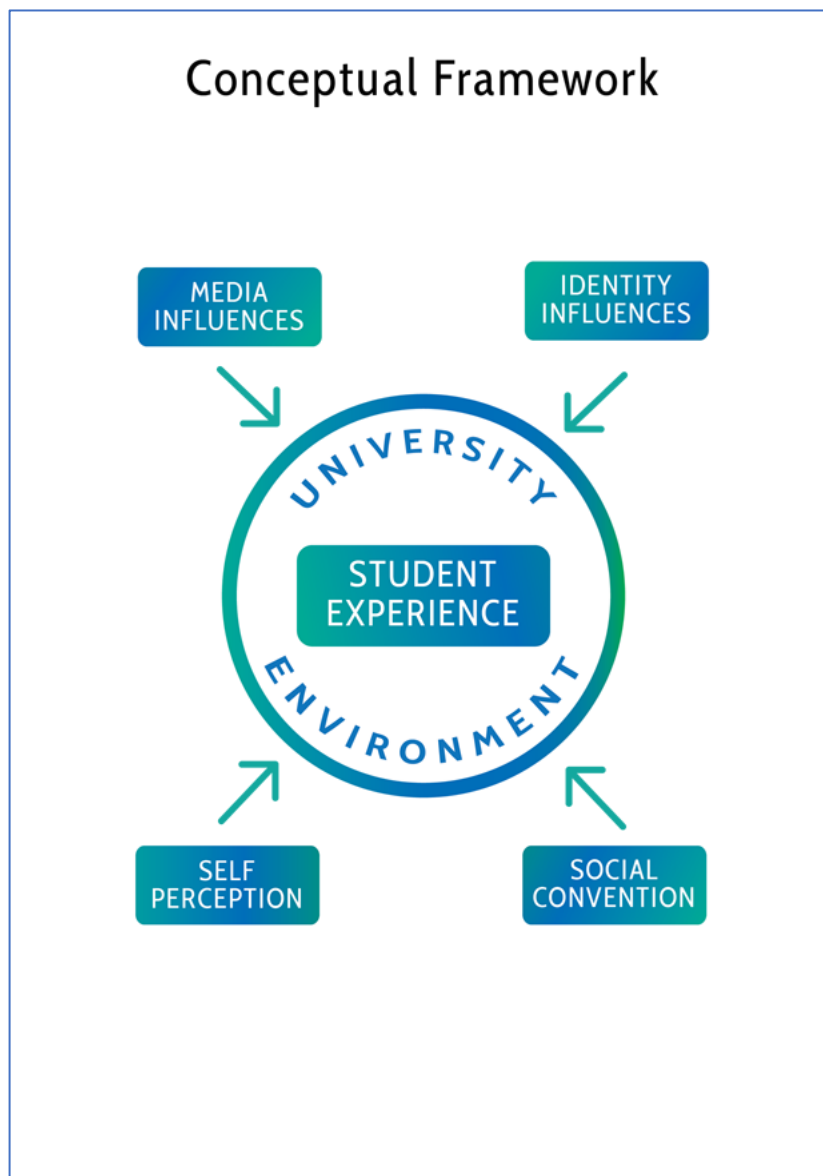 Conceptual Framework
MEDIA
INFLUENCES
IDENTITY
INFLUENCES
UNIVERSITY
STUDENT
EXPERIENCE
ENVIRONMENT
SELF
PERCEPTION
SOCIAL
CONVENTION